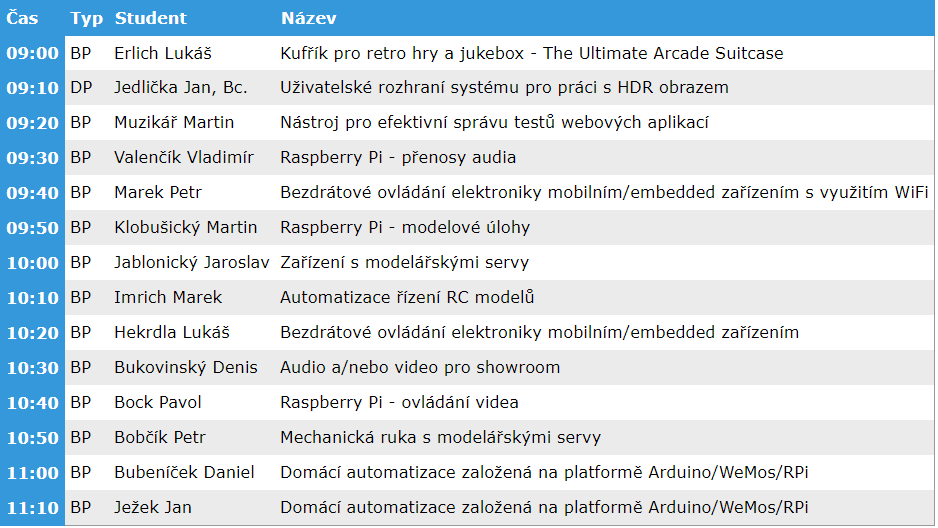 Čas Typ Student Název
09:00 BP Erlich Lukáš Kufřík pro retro hry a jukebox - The Ultimate Arcade Suitcase
09:10 DP Jedlička Jan, Bc. Uživatelské rozhraní systému pro práci s HDR obrazem
09:20 BP Muzikář Martin Nástroj pro efektivní správu testů webových aplikací
09:30 BP Valenčík Vladimír Raspberry Pi - přenosy audia
09:40 BP Marek Petr Bezdrátové ovládání elektroniky mobilním/embedded zařízením s využitím WiFi
09:50 BP Klobušický Martin Raspberry Pi - modelové úlohy
10:00 BP Jablonický Jaroslav Zařízení s modelářskými servy
10:10 BP Imrich Marek Automatizace řízení RC modelů
10:20 BP Hekrdla Lukáš Bezdrátové ovládání elektroniky mobilním/embedded zařízením
10:30 BP Bukovinský Denis Audio a/nebo video pro showroom
10:40 BP Bock Pavol Raspberry Pi - ovládání videa
10:50 BP Bobčík Petr Mechanická ruka s modelářskými servy
11:00 BP Bubeníček Daniel Domácí automatizace založená na platformě Arduino/WeMos/RPi
11:10 BP Ježek Jan Domácí automatizace založená na platformě Arduino/WeMos/RPi